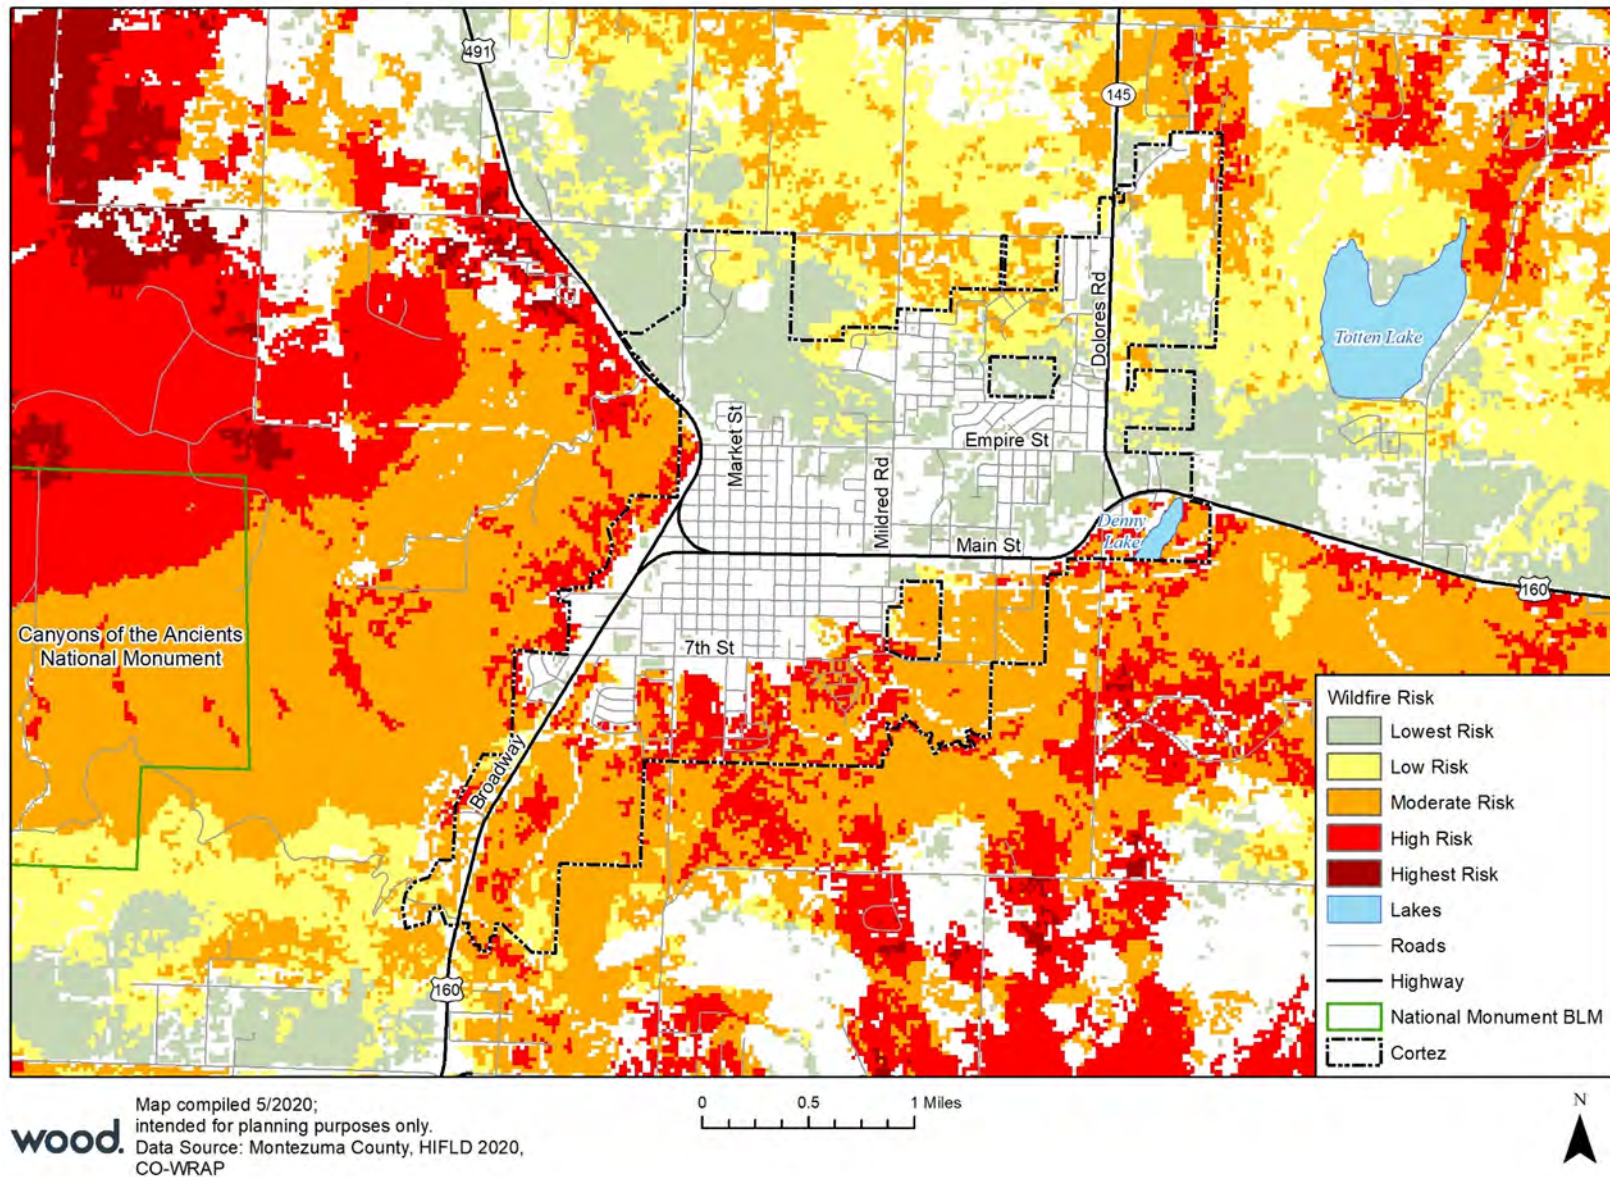 491
145
Dolores Rd
Totten Lake
Market St
Empire St
Mildred Rd
Denny
Lake
Main St
160
Canyons of the Ancients
National Monument
7th St
Broadway
160
Wildfire Risk
Lowest Risk
Low Risk
Moderate Risk
High Risk
Highest Risk
Lakes
Roads
Highway
National Monument BLM
Cortez
wood.
Map compiled 5/2020;
intended for planning purposes only.
Data Source: Montezuma County, HIFLD 2020,
CO-WRAP
0 0.5 1 Miles
N